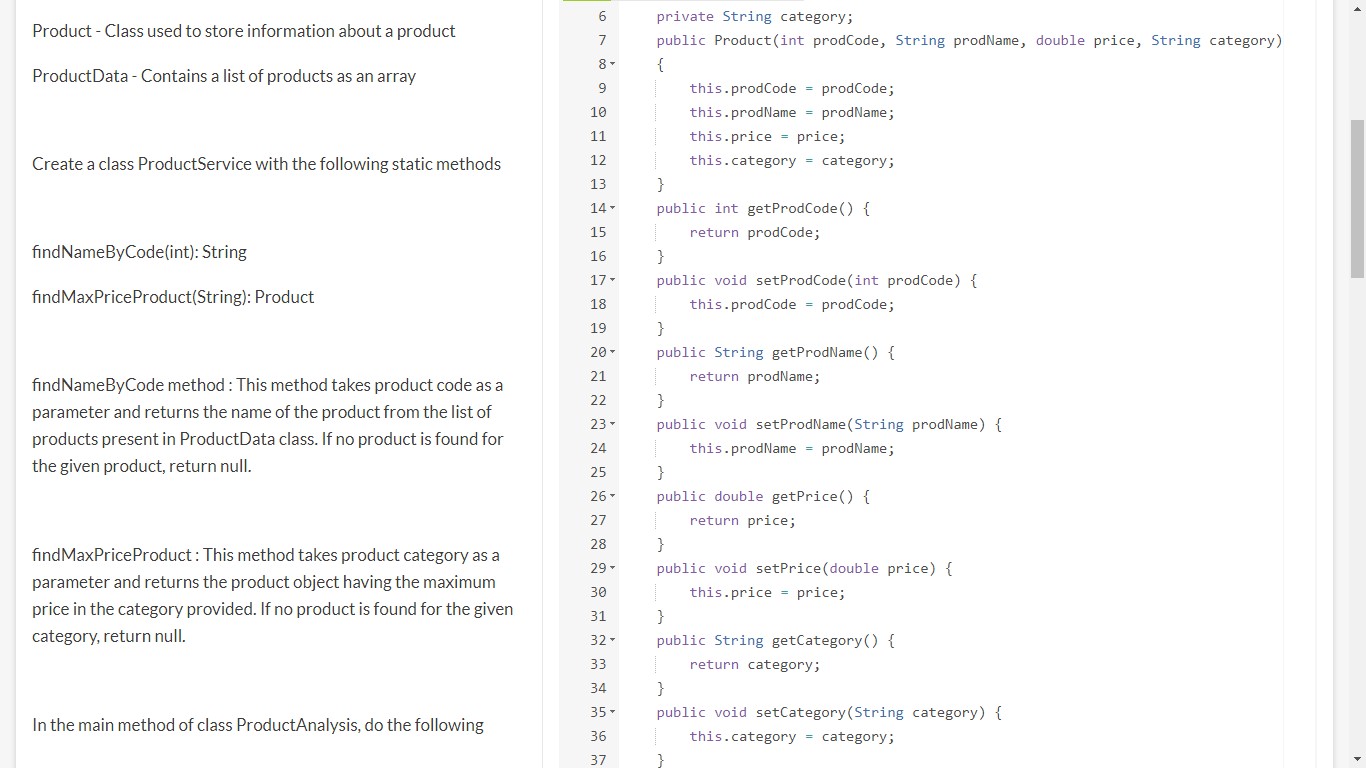 Product - Class used to store information about a product
ProductData - Contains a list of products as an array
Create a class ProductService with the following static methods
findNameByCode(int): String
findMaxPriceProduct(String): Product
findNameByCode method : This method takes product code as a
parameter and returns the name of the product from the list of
products present in ProductData class. If no product is found for
the given product, return null.
findMaxPriceProduct : This method takes product category as a
parameter and returns the product object having the maximum
price in the category provided. If no product is found for the given
category, return null.
In the main method of class ProductAnalysis, do the following
6 private String category;
7 public Product(int prodCode, String prodName, double price, String category)
8 {
9 this.prodCode = prodCode;
10 this.prodName = prodName;
11 this.price = price;
12 this.category = category;
13 }
14 public int getProdCode() {
15 return prodCode;
16 }
17 public void setProdCode(int prodCode) {
18 this.prodCode = prodCode;
19 }
20 public String getProdName() {
21 return prodName;
22 }
23 public void setProdName(String prodName) {
24 this.prodName = prodName;
25 }
26 public double getPrice() {
27 return price;
28 }
29 public void setPrice(double price) {
30 this.price = price;
31 }
32 public String getCategory() {
33 return category;
34 }
35 public void setCategory(String category) {
36 this.category = category;
37 }